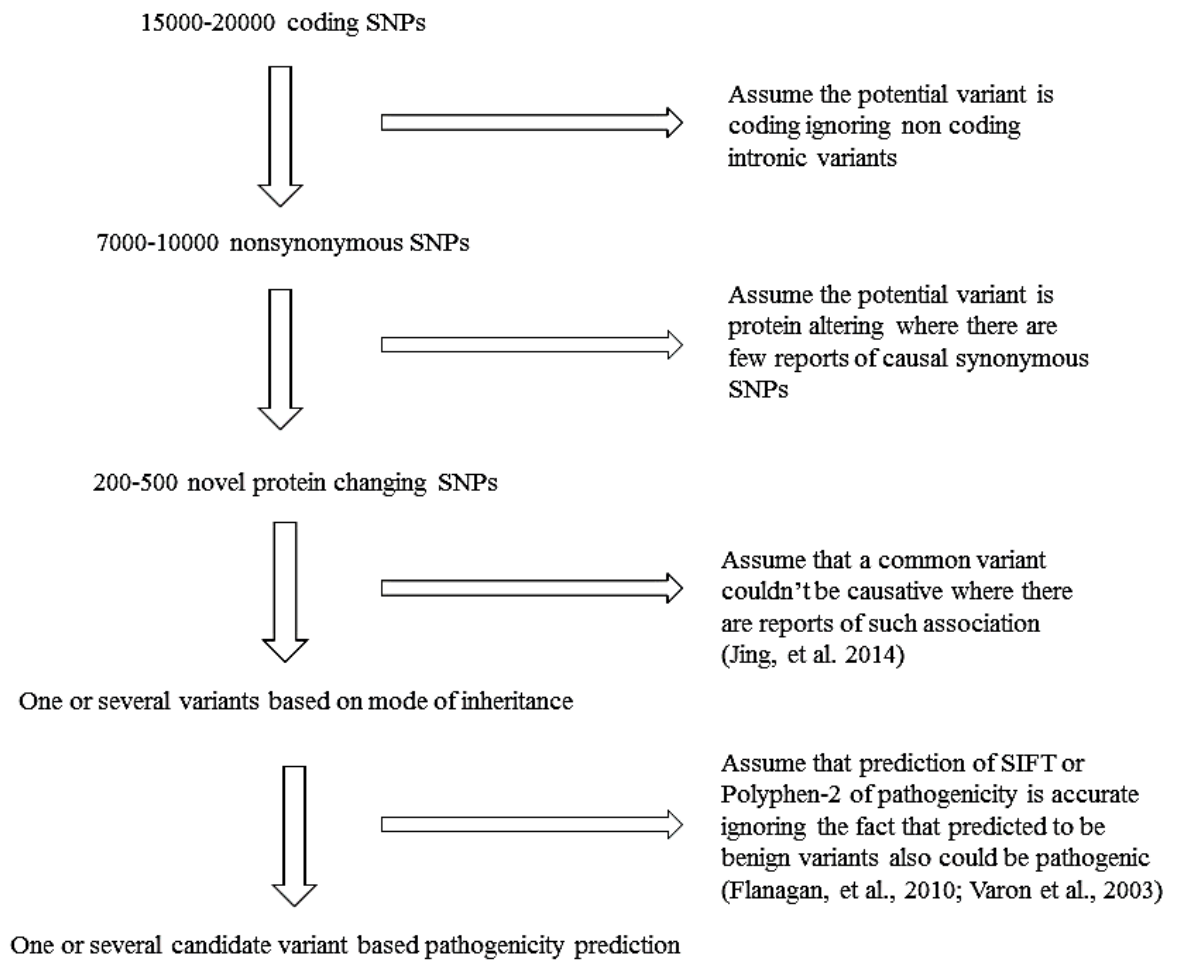 15000-20000 coding SNPs
Assume the potential variant is
coding ignoring non coding
intronic variants
7000-10000 nonsynonymous SNPs
Assume the potential variant is
protein altering where there are
few reports of causal synonymous
SNPs
200-500 novel protein changing SNPs
Assume that a common variant
couldn't be causative where there
are reports of such association
(Jing, et al. 2014)
One or several variants based on mode of inheritance
Assume that prediction of SIFT or
Polyphen-2 of pathogenicity is accurate
ignoring the fact that predicted to be
benign variants also could be pathogenic
(Flanagan, et al., 2010; Varon et al., 2003)
One or several candidate variant based pathogenicity prediction